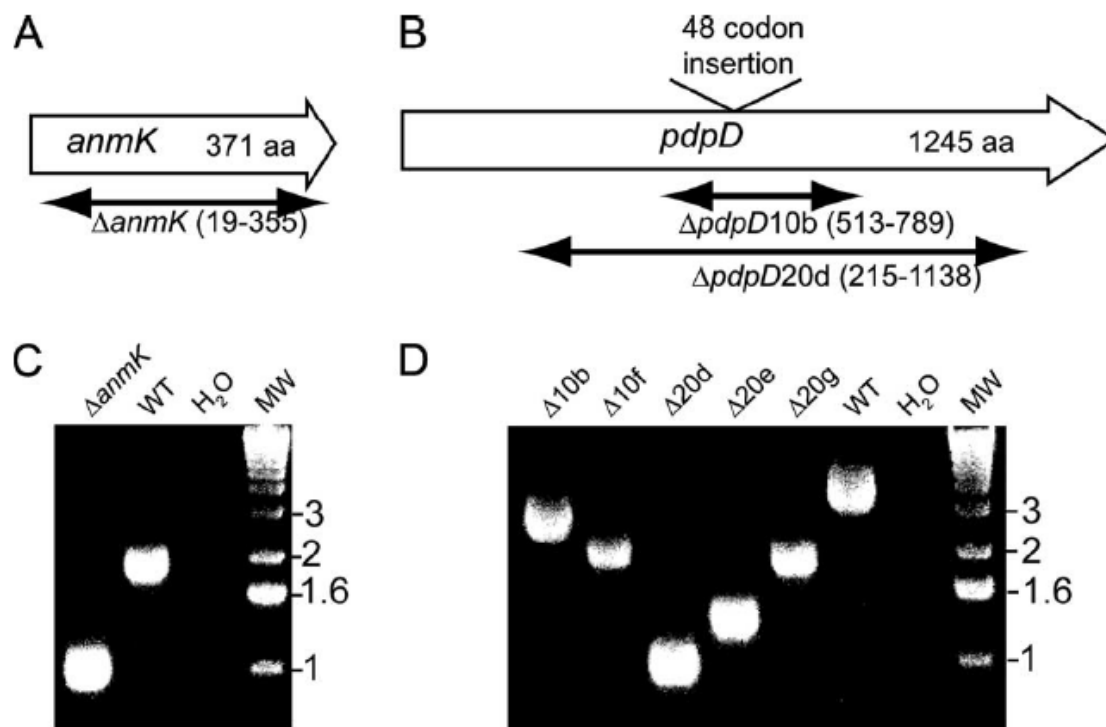 A
B
48 codon
insertion
anmK 371 aa
pdpD 1245 aa
ΔanmK (19-355)
ΔpdpD10b (513-789)
ΔpdpD20d (215-1138)
C
ΔanmK
WT
H₂O
MW
-3
-2
-1.6
-1
D
Δ10b
Δ10f
Δ20d
Δ20e
Δ20g
WT
H₂O
MW
-3
-2
-1.6
-1